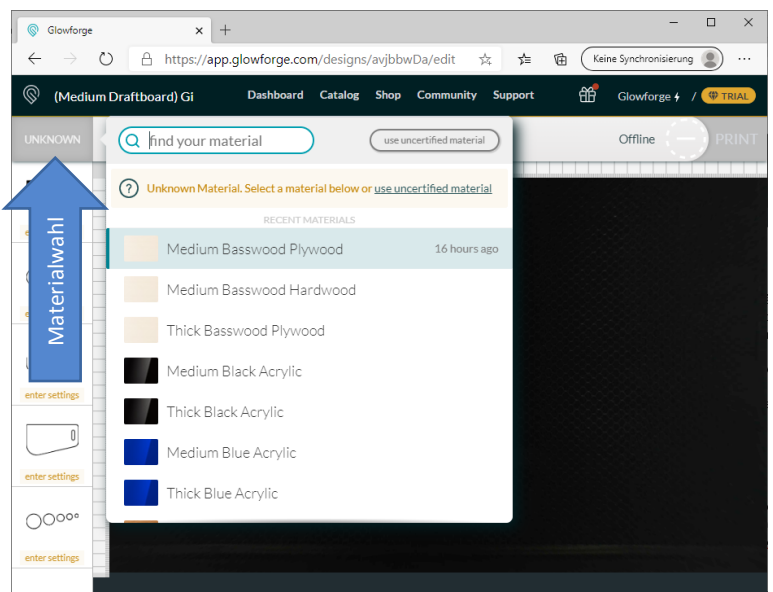 Glowforge
https://app.glowforge.com/designs/avjbbwDa/edit
Keine Synchronisierung
(Medium Draftboard) Gi
Dashboard Catalog Shop Community Support
Glowforge / TRIAL
UNKNOWN
find your material
use uncertified material
Offline
PRINT
Unknown Material. Select a material below or use uncertified material
RECENT MATERIALS
Medium Basswood Plywood 16 hours ago
Medium Basswood Hardwood
Thick Basswood Plywood
Medium Black Acrylic
Thick Black Acrylic
Medium Blue Acrylic
Thick Blue Acrylic
Materialwahl
enter settings
enter settings
enter settings